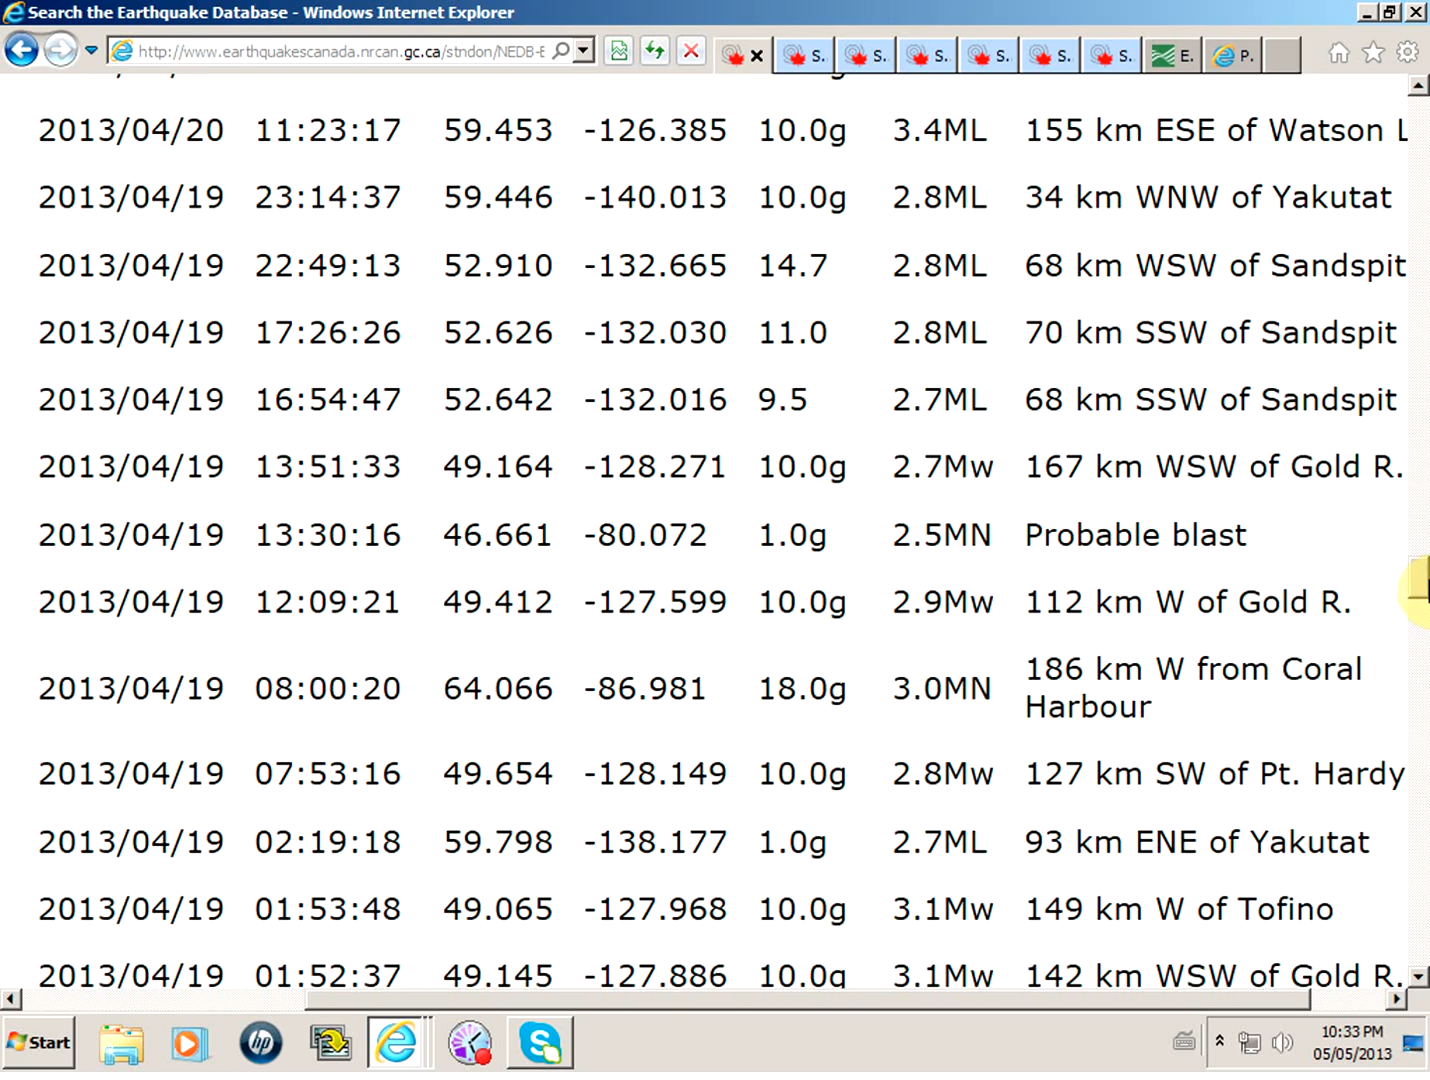 Search the Earthquake Database - Windows Internet Explorer
http://www.earthquakescanada.nrcan.gc.ca/stndon/NEDB-E
S. S. S. S. S. S. E. P.
2013/04/20 11:23:17 59.453 -126.385 10.0g 3.4ML 155 km ESE of Watson L
2013/04/19 23:14:37 59.446 -140.013 10.0g 2.8ML 34 km WNW of Yakutat
2013/04/19 22:49:13 52.910 -132.665 14.7 2.8ML 68 km WSW of Sandspit
2013/04/19 17:26:26 52.626 -132.030 11.0 2.8ML 70 km SSW of Sandspit
2013/04/19 16:54:47 52.642 -132.016 9.5 2.7ML 68 km SSW of Sandspit
2013/04/19 13:51:33 49.164 -128.271 10.0g 2.7Mw 167 km WSW of Gold R.
2013/04/19 13:30:16 46.661 -80.072 1.0g 2.5MN Probable blast
2013/04/19 12:09:21 49.412 -127.599 10.0g 2.9Mw 112 km W of Gold R.
2013/04/19 08:00:20 64.066 -86.981 18.0g 3.0MN 186 km W from Coral
Harbour
2013/04/19 07:53:16 49.654 -128.149 10.0g 2.8Mw 127 km SW of Pt. Hardy
2013/04/19 02:19:18 59.798 -138.177 1.0g 2.7ML 93 km ENE of Yakutat
2013/04/19 01:53:48 49.065 -127.968 10.0g 3.1Mw 149 km W of Tofino
2013/04/19 01:52:37 49.145 -127.886 10.0g 3.1Mw 142 km WSW of Gold R.
Start
hp
10:33 PM
05/05/2013